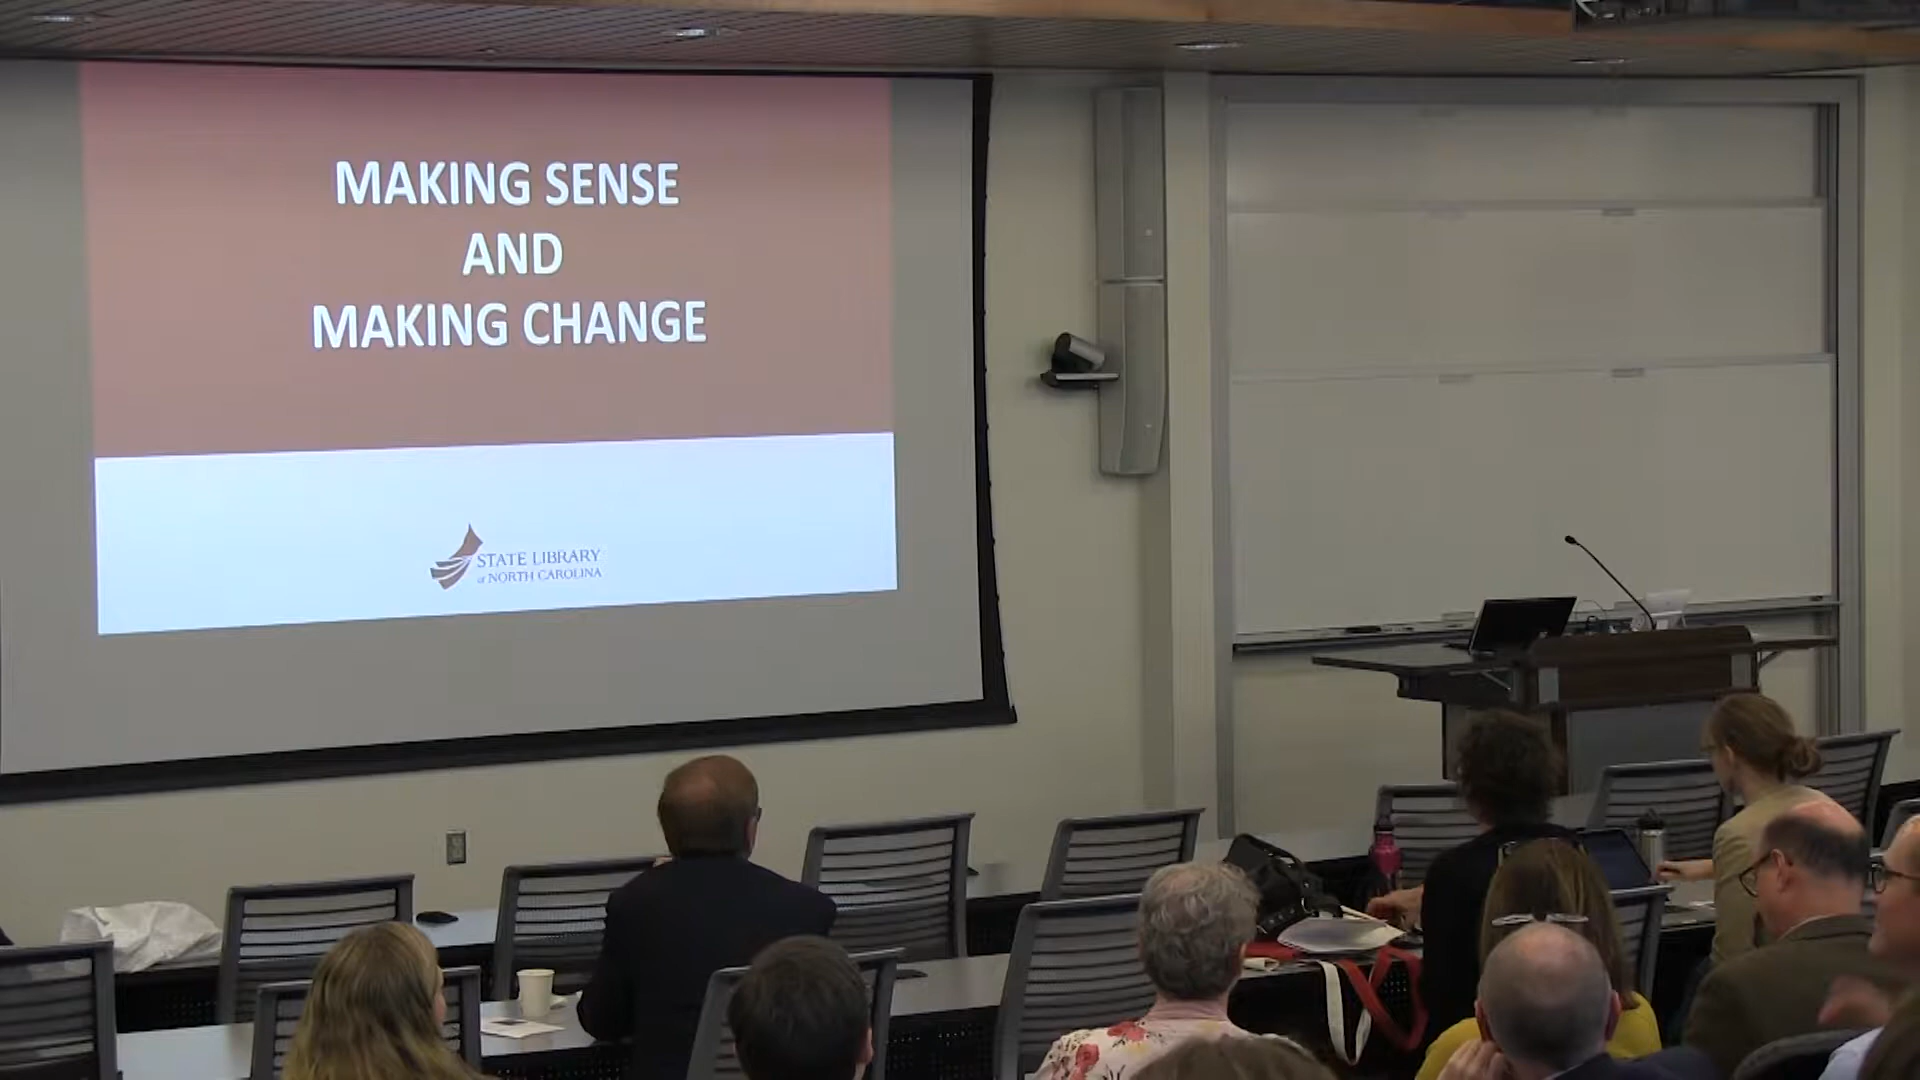 MAKING SENSE
AND
MAKING CHANGE
STATE LIBRARY
of NORTH CAROLINA